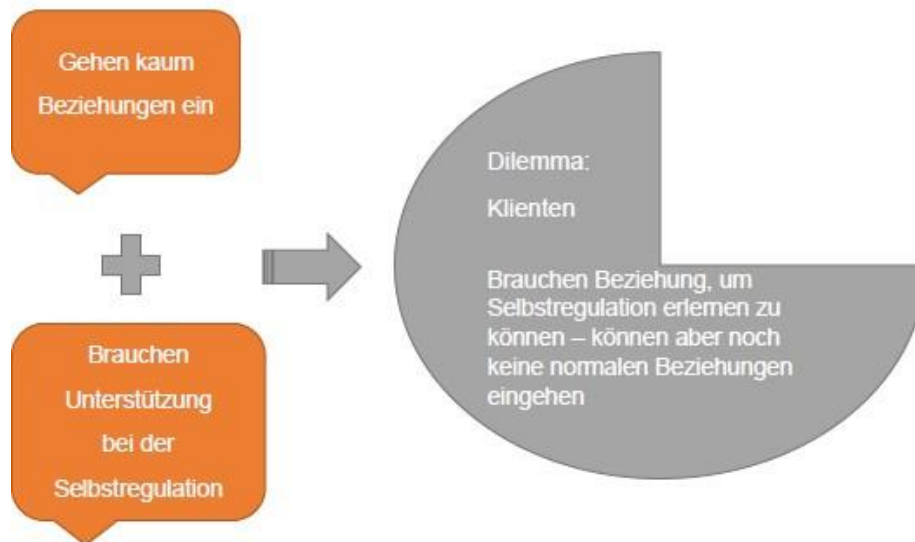 Gehen kaum
Beziehungen ein
Brauchen
Unterstützung
bei der
Selbstregulation
Dilemma:
Klienten
Brauchen Beziehung, um
Selbstregulation erlernen zu
können – können aber noch
keine normalen Beziehungen
eingehen